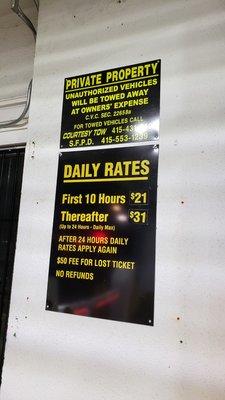 PRIVATE PROPERTY
UNAUTHORIZED VEHICLES
WILL BE TOWED AWAY
AT OWNERS' EXPENSE
C.V.C. SEC. 22658a
FOR TOWED VEHICLES CALL
COURTESY TOW
S.F.P.D. 415-553-1239
DAILY RATES
First 10 Hours $21
Thereafter $31
(Up to 24 Hours - Daily Max)
AFTER 24 HOURS DAILY
RATES APPLY AGAIN
$50 FEE FOR LOST TICKET
NO REFUNDS